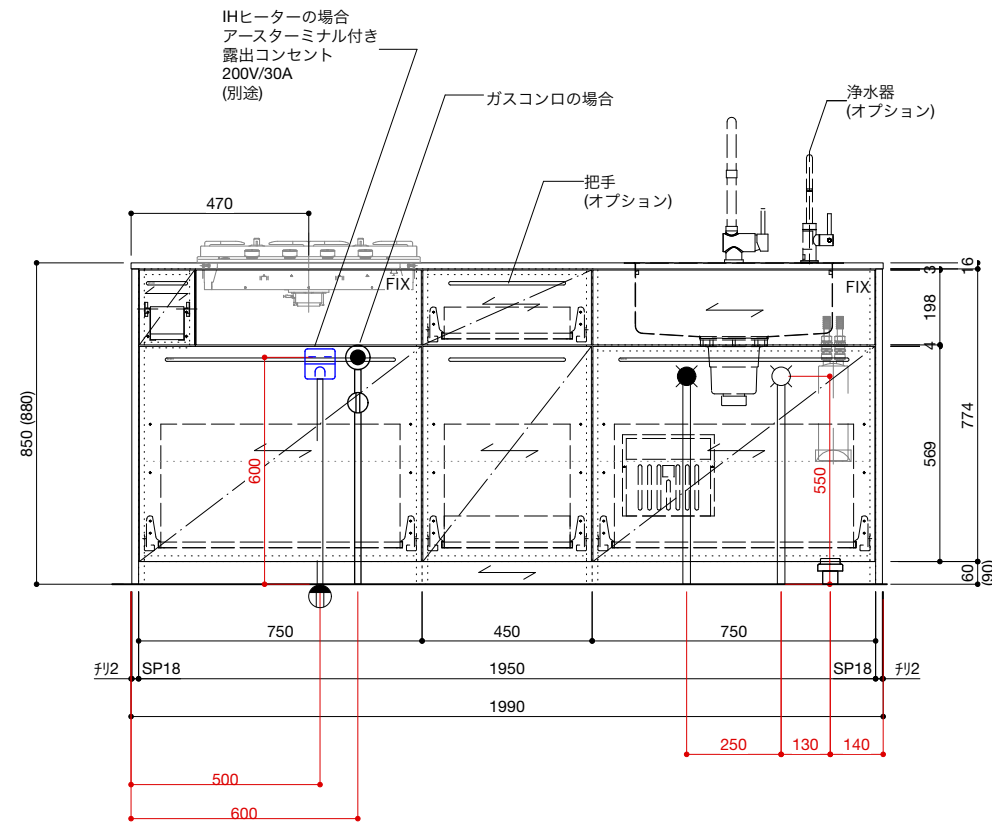 IHヒーターの場合
アースターミナル付き
露出コンセント
200V/30A
(別途)
ガスコンロの場合
浄水器
(オプション)
把手
(オプション)
470
FIX
FIX
3
16
198
4
850 (880)
774
569
600
550
60
(90)
750
450
750
チリ2
SP18
1950
SP18
チリ2
1990
250
130
140
500
600